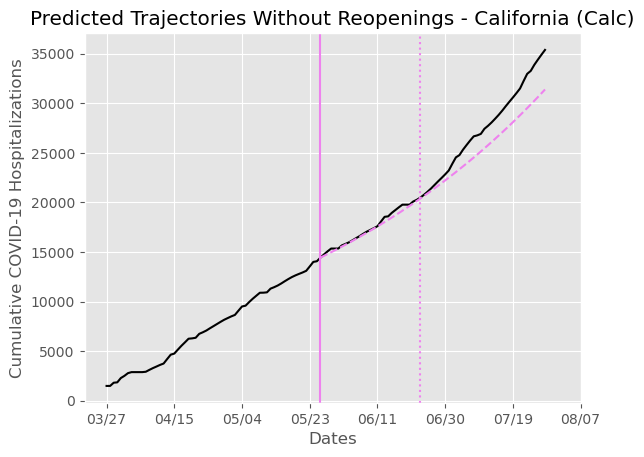 Predicted Trajectories Without Reopenings - California (Calc)
Cumulative COVID-19 Hospitalizations
35000
30000
25000
20000
15000
10000
5000
0
03/27 04/15 05/04 05/23 06/11 06/30 07/19 08/07
Dates